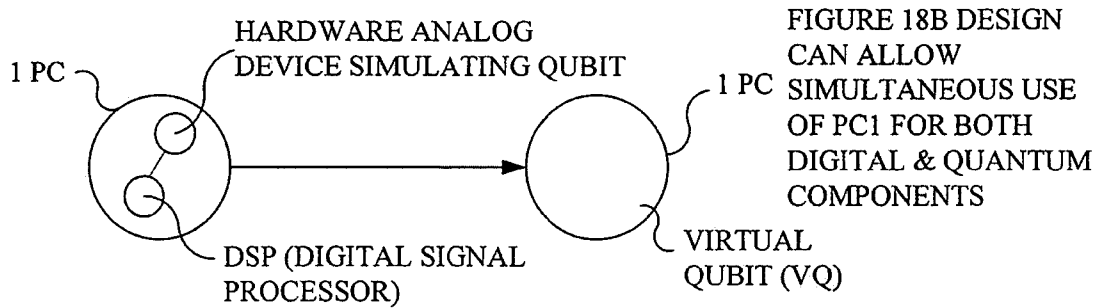 1 PC
HARDWARE ANALOG
DEVICE SIMULATING QUBIT
DSP (DIGITAL SIGNAL
PROCESSOR)
1 PC
VIRTUAL
QUBIT (VQ)
FIGURE 18B DESIGN
CAN ALLOW
SIMULTANEOUS USE
OF PC1 FOR BOTH
DIGITAL & QUANTUM
COMPONENTS